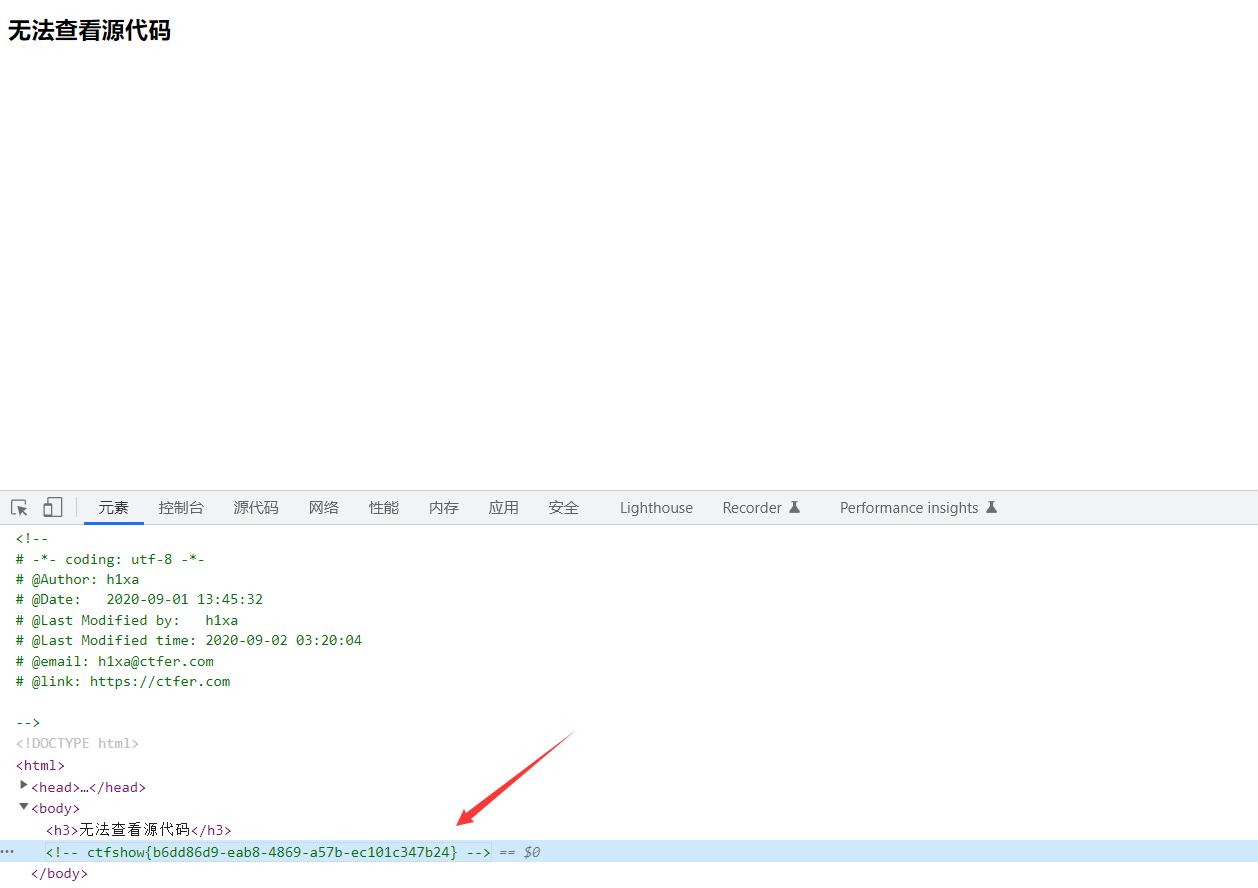 无法查看源代码
元素 控制台 源代码 网络 性能 内存 应用 安全 Lighthouse Recorder Performance insights
<!--
# -*- coding: utf-8 -*-
# @Author: h1xa
# @Date:   2020-09-01 13:45:32
# @Last Modified by:   h1xa
# @Last Modified time: 2020-09-02 03:20:04
# @email: h1xa@ctfer.com
# @link: https://ctfer.com
-->
<!DOCTYPE html>
<html>
<head>…</head>
<body>
<h3>无法查看源代码</h3>
<!-- ctfshow{b6dd86d9-eab8-4869-a57b-ec101c347b24} --> == $0
</body>